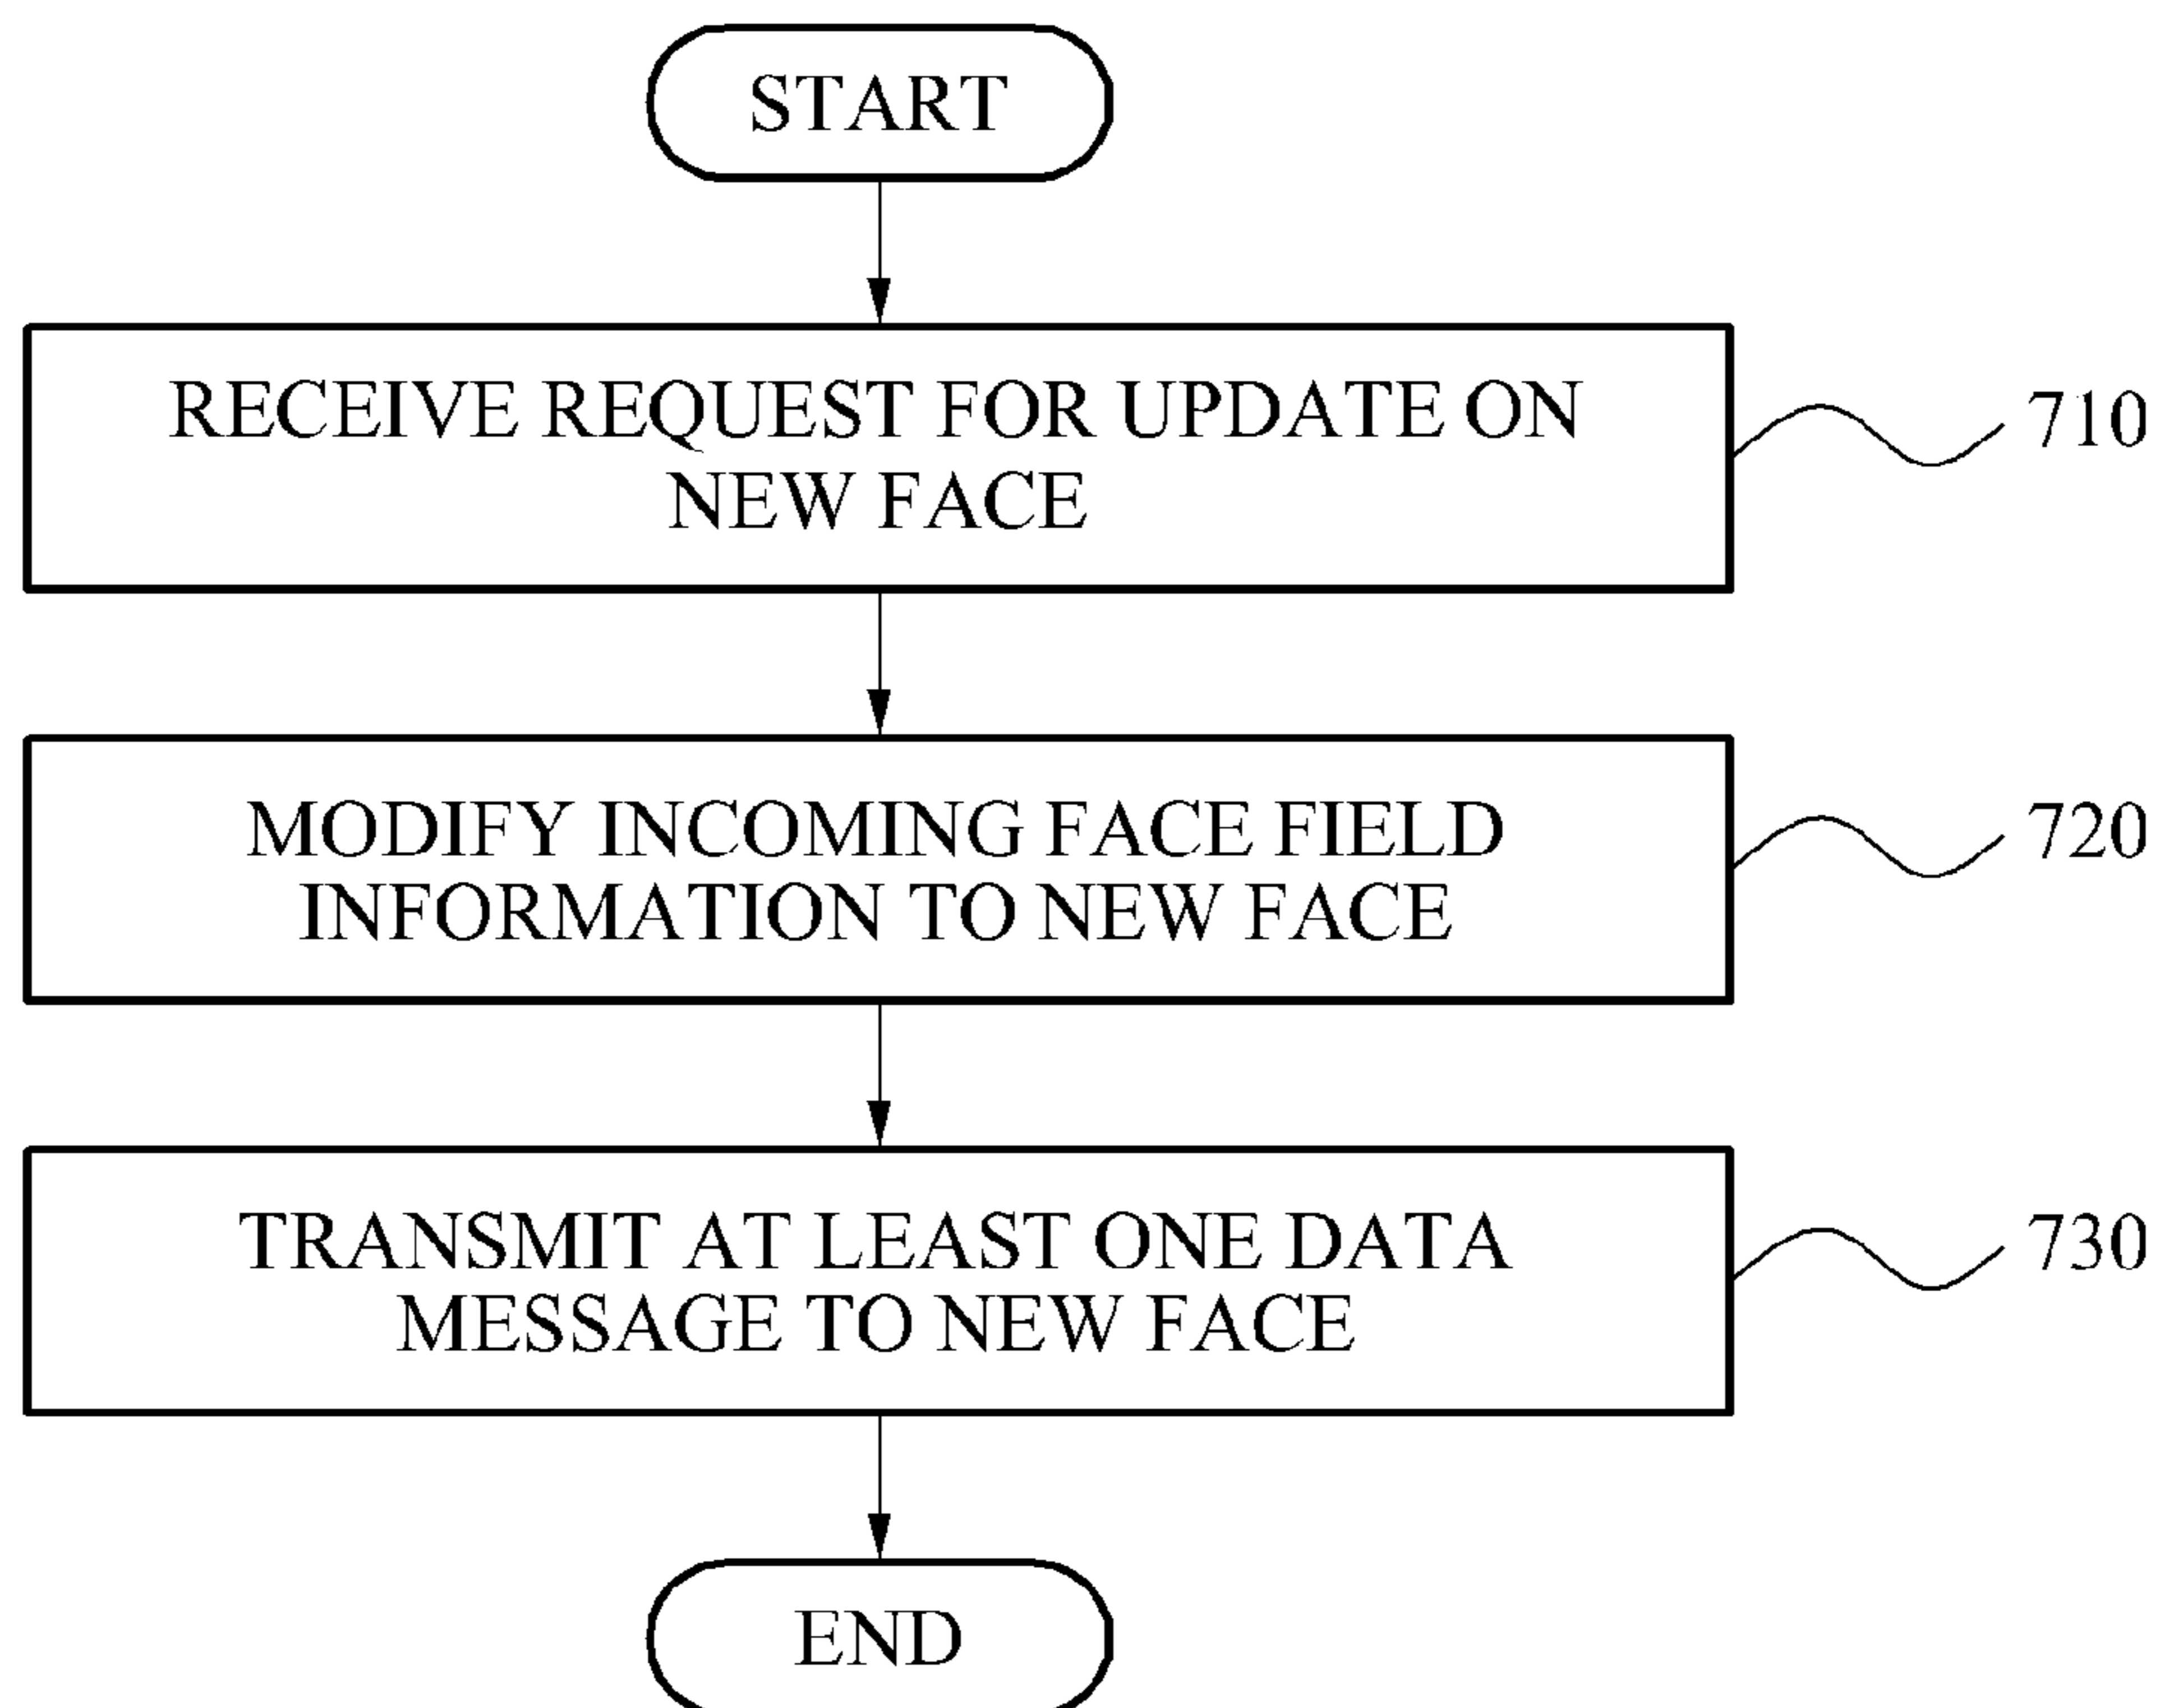 START
RECEIVE REQUEST FOR UPDATE ON
NEW FACE
710
MODIFY INCOMING FACE FIELD
INFORMATION TO NEW FACE
720
TRANSMIT AT LEAST ONE DATA
MESSAGE TO NEW FACE
730
END